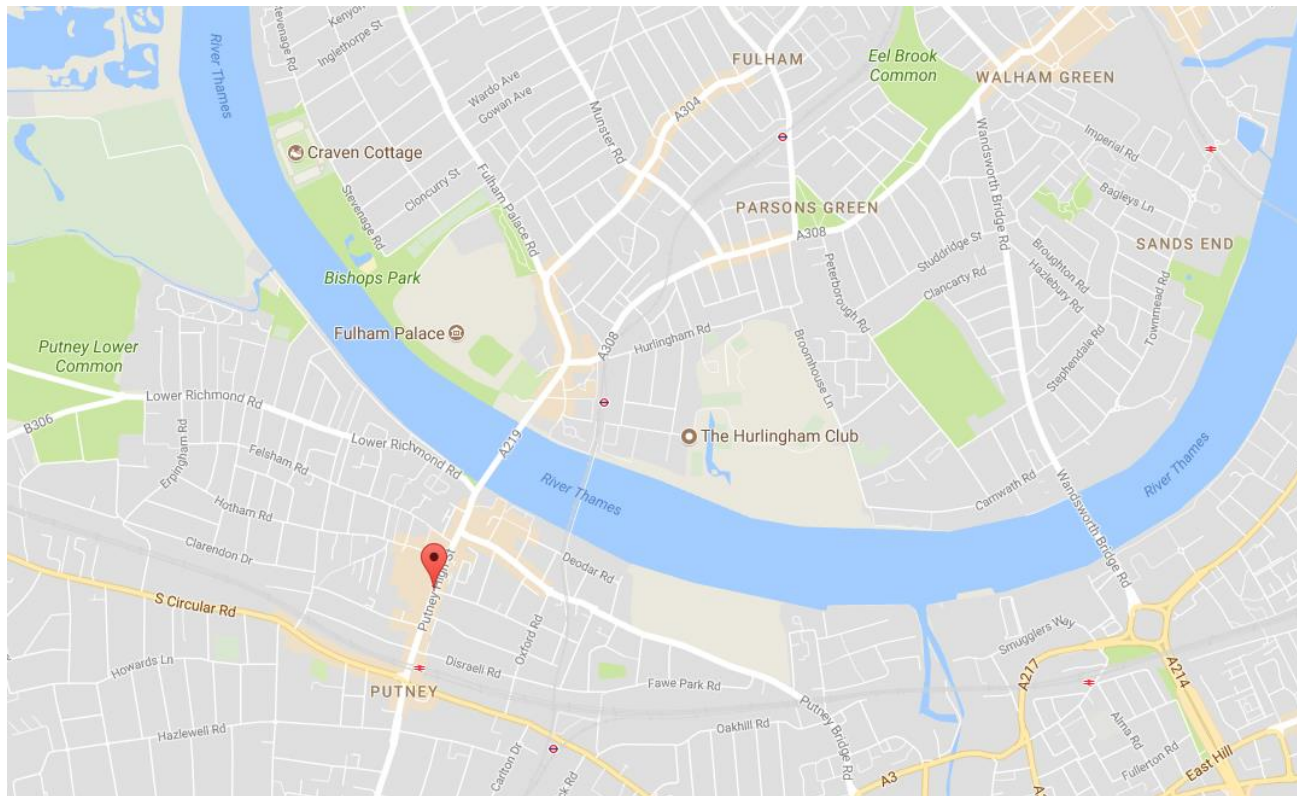 Stevenage Rd
Kenyon
Inglethorpe St
River Thames
Wardo Ave
Gowan Ave
Munster Rd
A304
FULHAM
Eel Brook
Common
WALHAM GREEN
Imperial Rd
Wandsworth Bridge Rd
Bagleys Ln
Craven Cottage
Cloncurry St
Stevenage Rd
Fulham Palace Rd
PARSONS GREEN
A308
Studdridge St
Clancarty Rd
Peterborough Rd
Broughton Rd
Hazlebury Rd
SANDS END
Townmead Rd
Stephendale Rd
Bishops Park
Fulham Palace
A308
Hurlingham Rd
Broomhouse Ln
Putney Lower
Common
Lower Richmond Rd
B306
Erpingham Rd
Felsham Rd
Lower Richmond Rd
A219
The Hurlingham Club
River Thames
Carnwath Rd
Wandsworth Bridge Rd
River Thames
Hotham Rd
Clarendon Dr
Putney High St
Deodar Rd
S Circular Rd
Oxford Rd
Smugglers Way
Howards Ln
Disraeli Rd
PUTNEY
Fawe Park Rd
Putney Bridge Rd
A217
A214
Hazlewell Rd
Carlton Dr
Oakhill Rd
Alma Rd
Fullerton Rd
East Hill
A3